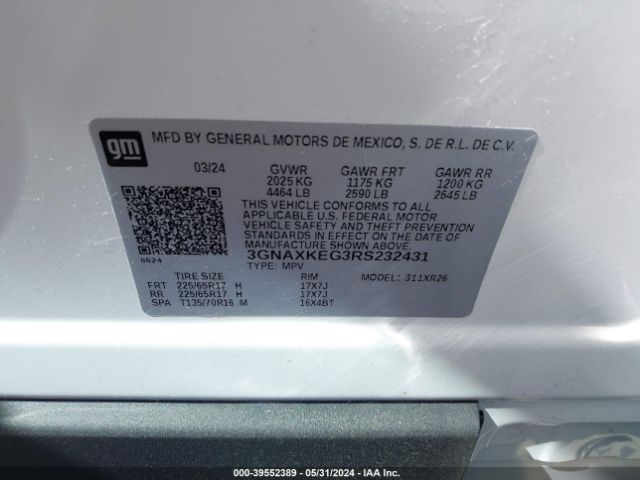 gm
MFD BY GENERAL MOTORS DE MEXICO, S. DE R.L. DE C.V.
03/24 GVWR GAWR FRT GAWR RR
2025 KG 1175 KG 1200 KG
4464 LB 2590 LB 2645 LB
THIS VEHICLE CONFORMS TO ALL
APPLICABLE U.S. FEDERAL MOTOR
VEHICLE SAFETY AND THEFT PREVENTION
STANDARDS IN EFFECT ON THE DATE
OF MANUFACTURE SHOWN ABOVE.
3GNAXKEG3RS232431
8624
TYPE: MPV MODEL: 311XR26
TIRE SIZE RIM
FRT 225/65R17 H 17X7J
RR 225/65R17 H 17X7J
SPA T135/70R16 M 16X4BT
000-39552389 - 05/31/2024 - IAA Inc.